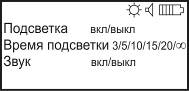 Подсветка вкл/выкл
Время подсветки 3/5/10/15/20/∞
Звук вкл/выкл